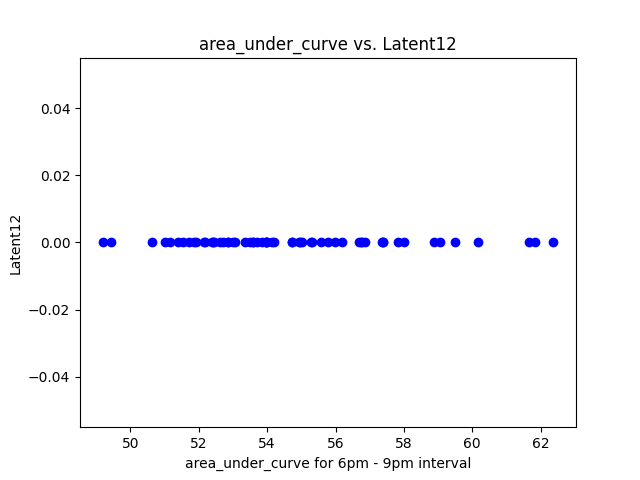 area_under_curve vs. Latent12
0.04
0.02
0.00
−0.02
−0.04
Latent12
50 52 54 56 58 60 62
area_under_curve for 6pm - 9pm interval